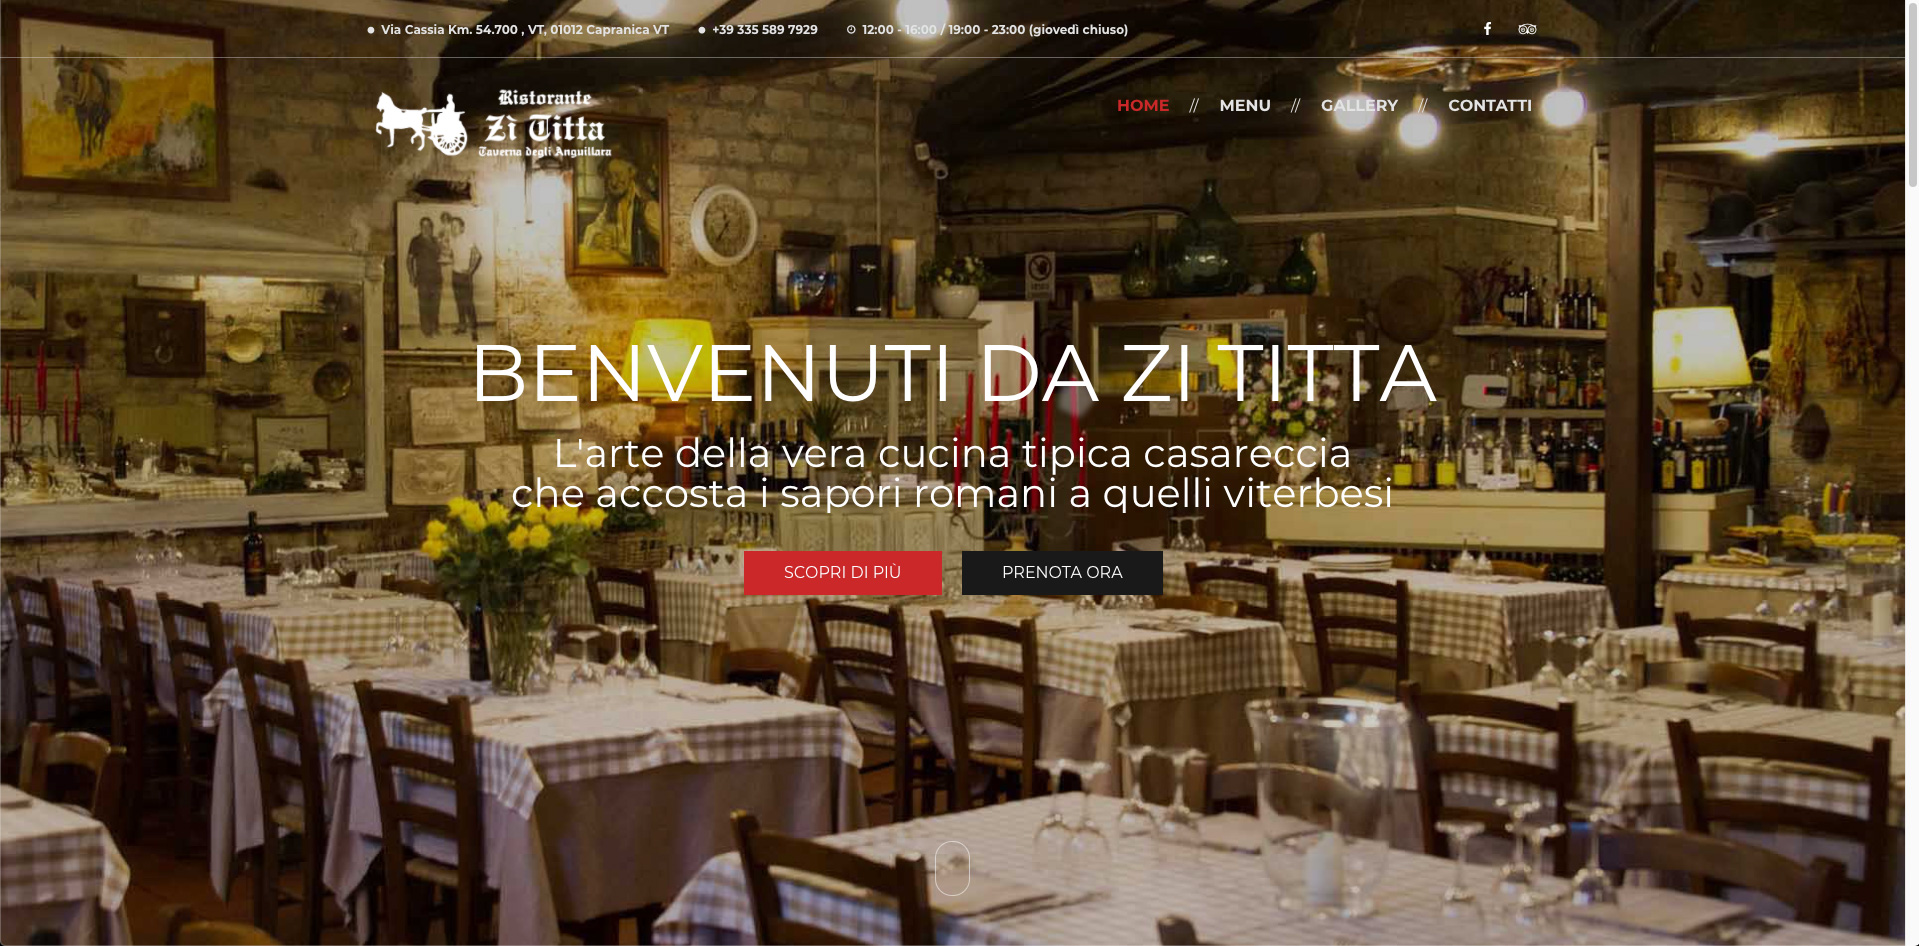 Via Cassia Km. 54.700 , VT, 01012 Capranica VT
+39 335 589 7929
12:00 - 16:00 / 19:00 - 23:00 (giovedì chiuso)
Ristorante
Zì Titta
Taverna degli Anguillara
HOME // MENU // GALLERY // CONTATTI
BENVENUTI DA ZI TITTA
L'arte della vera cucina tipica casareccia
che accosta i sapori romani a quelli viterbesi
SCOPRI DI PIÙ
PRENOTA ORA